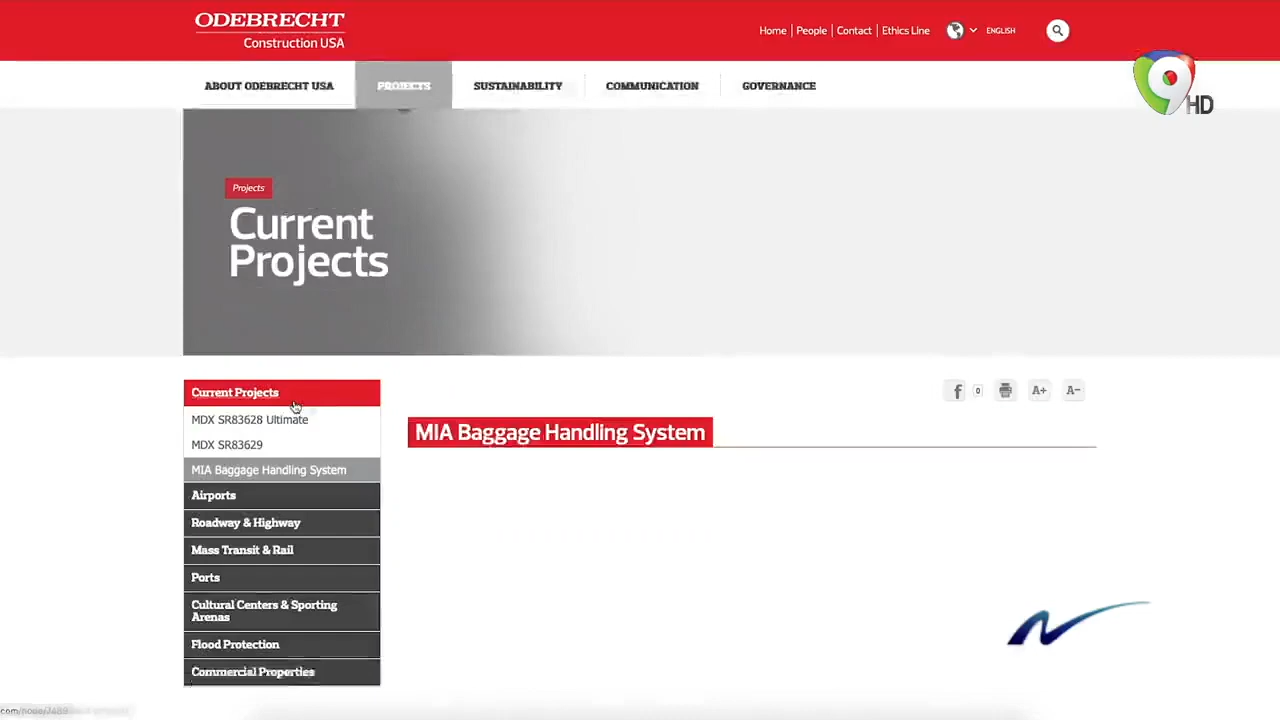 ODEBRECHT
Construction USA
Home | People | Contact | Ethics Line
ENGLISH
ABOUT ODEBRECHT USA
PROJECTS
SUSTAINABILITY
COMMUNICATION
GOVERNANCE
9
HD
Projects
Current
Projects
f
0
A+
A-
Current Projects
MDX SR83628 Ultimate
MDX SR83629
MIA Baggage Handling System
Airports
Roadway & Highway
Mass Transit & Rail
Ports
Cultural Centers & Sporting
Arenas
Flood Protection
Commercial Properties
MIA Baggage Handling System
N